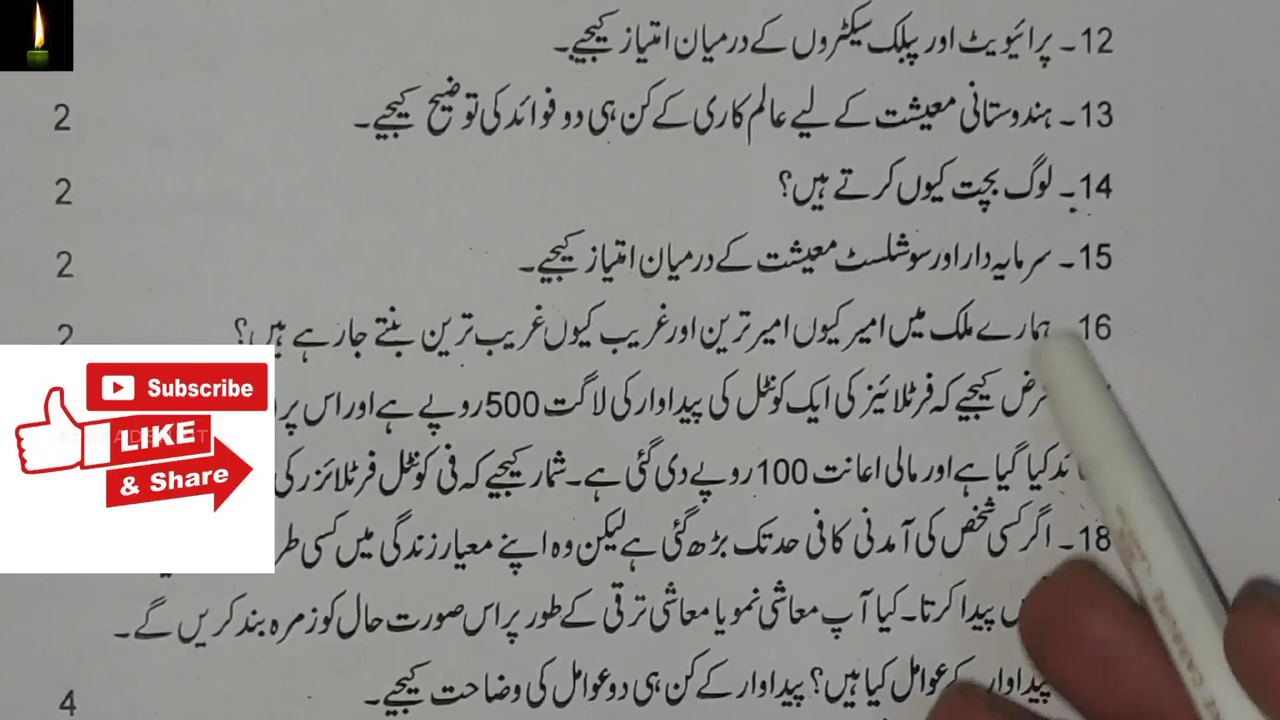 12۔ پرائیویٹ اور پبلک سیکٹروں کے درمیان امتیاز کیجیے۔
13۔ ہندوستانی معیشت کے لیے عالم کاری کے کن ہی دو فوائد کی توضیح کیجیے۔ 2
14۔ لوگ بچت کیوں کرتے ہیں؟ 2
15۔ سرمایہ دار اور سوشلسٹ معیشت کے درمیان امتیاز کیجیے۔ 2
16۔ ہمارے ملک میں امیر کیوں امیر ترین اور غریب کیوں غریب ترین بنتے جا رہے ہیں؟ 2
کیجیے کہ فرٹلائیزر کی ایک کونٹل کی پیداوار کی لاگت 500 روپے ہے اور اس پر
کیا گیا ہے اور مالی اعانت 100 روپے دی گئی ہے۔ شمار کیجیے کہ فی کونٹل فرٹلائزر کی
18۔ اگر کسی شخص کی آمدنی کافی حد تک بڑھ گئی ہے لیکن وہ اپنے معیار زندگی میں کسی
پیدا کرتا۔ کیا آپ معاشی نمو یا معاشی ترقی کے طور پر اس صورت حال کو زمرہ بند کریں گے۔
پیداوار کے عوامل کیا ہیں؟ پیداوار کے کن ہی دو عوامل کی وضاحت کیجیے۔ 4
Subscribe
LIKE
& Share